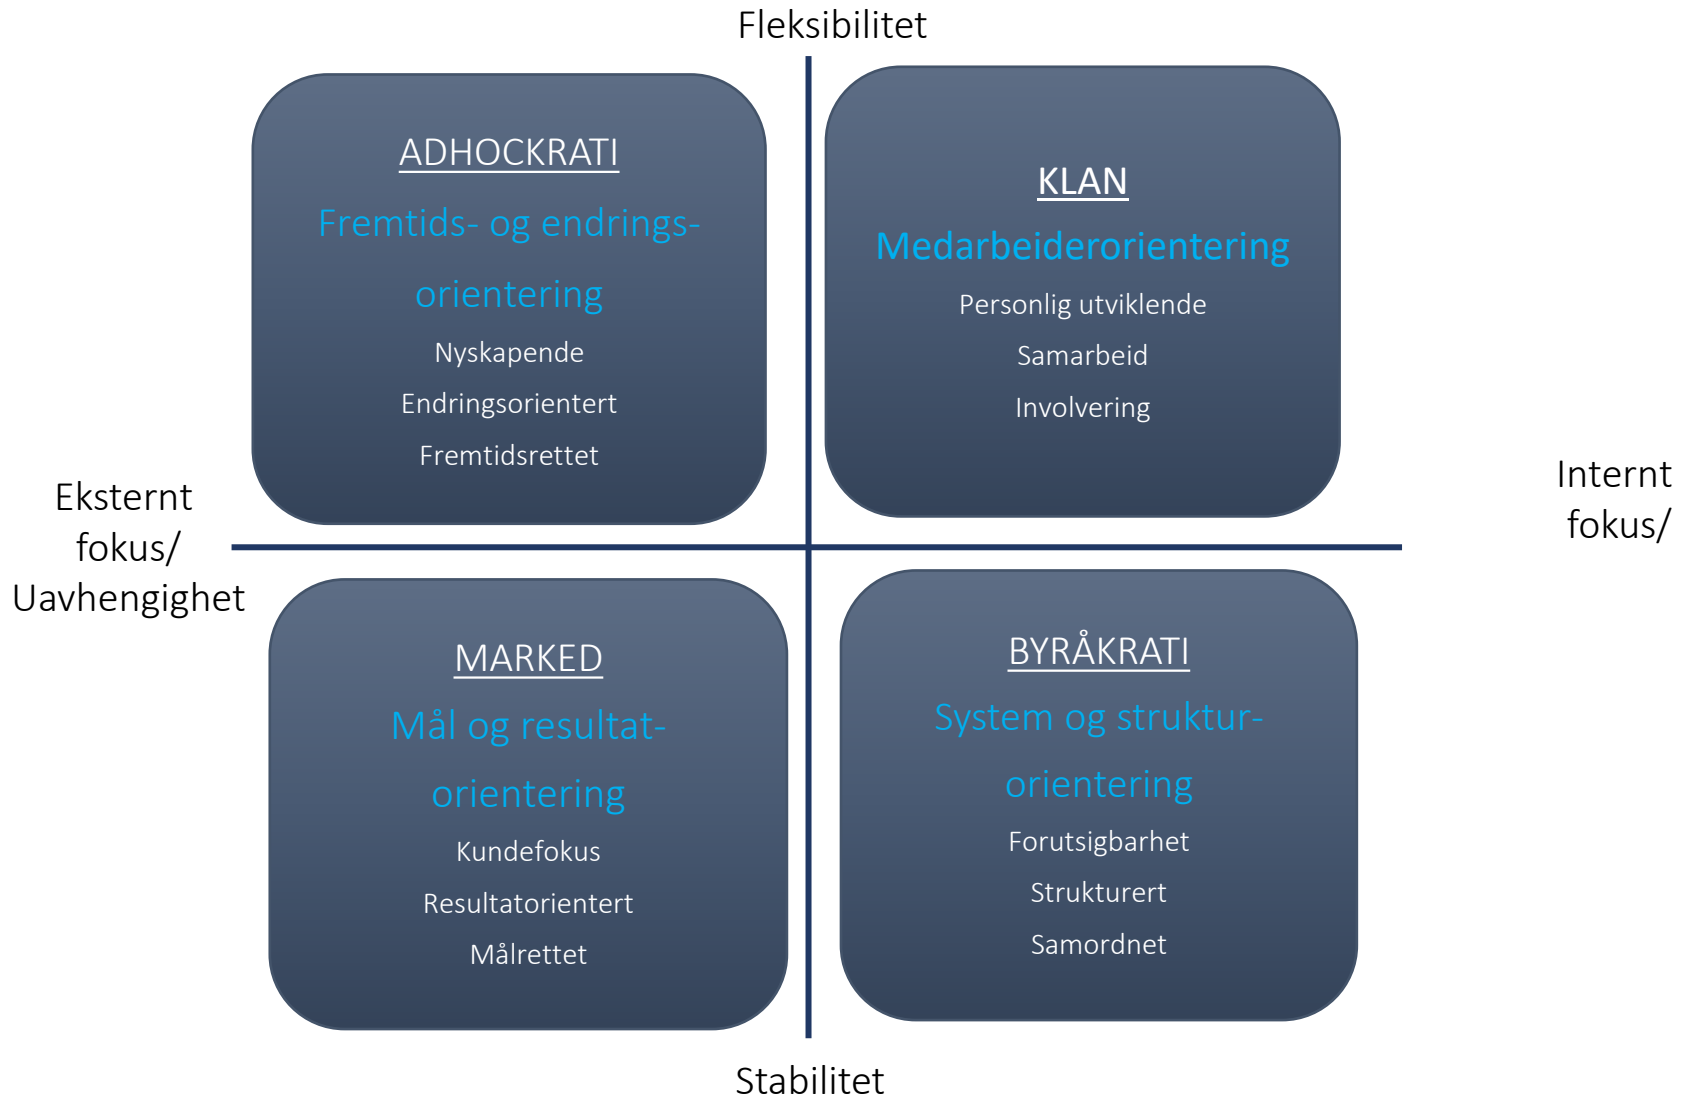 Fleksibilitet
ADHOCKRATI
Fremtids- og endrings-
orientering
Nyskapende
Endringsorientert
Fremtidsrettet
KLAN
Medarbeiderorientering
Personlig utviklende
Samarbeid
Involvering
Eksternt
fokus/
Uavhengighet
Internt
fokus/
MARKED
Mål og resultat-
orientering
Kundefokus
Resultatorientert
Målrettet
BYRÅKRATI
System og struktur-
orientering
Forutsigbarhet
Strukturert
Samordnet
Stabilitet